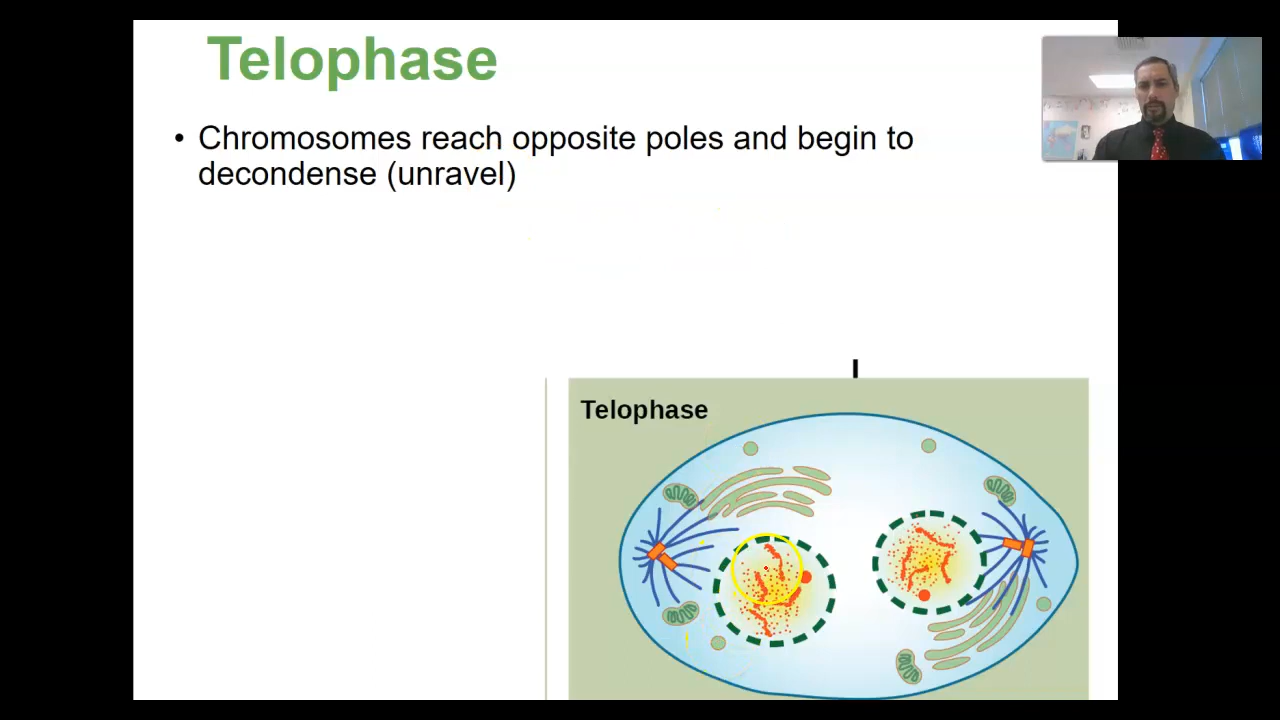 Telophase
• Chromosomes reach opposite poles and begin to
decondense (unravel)
Telophase